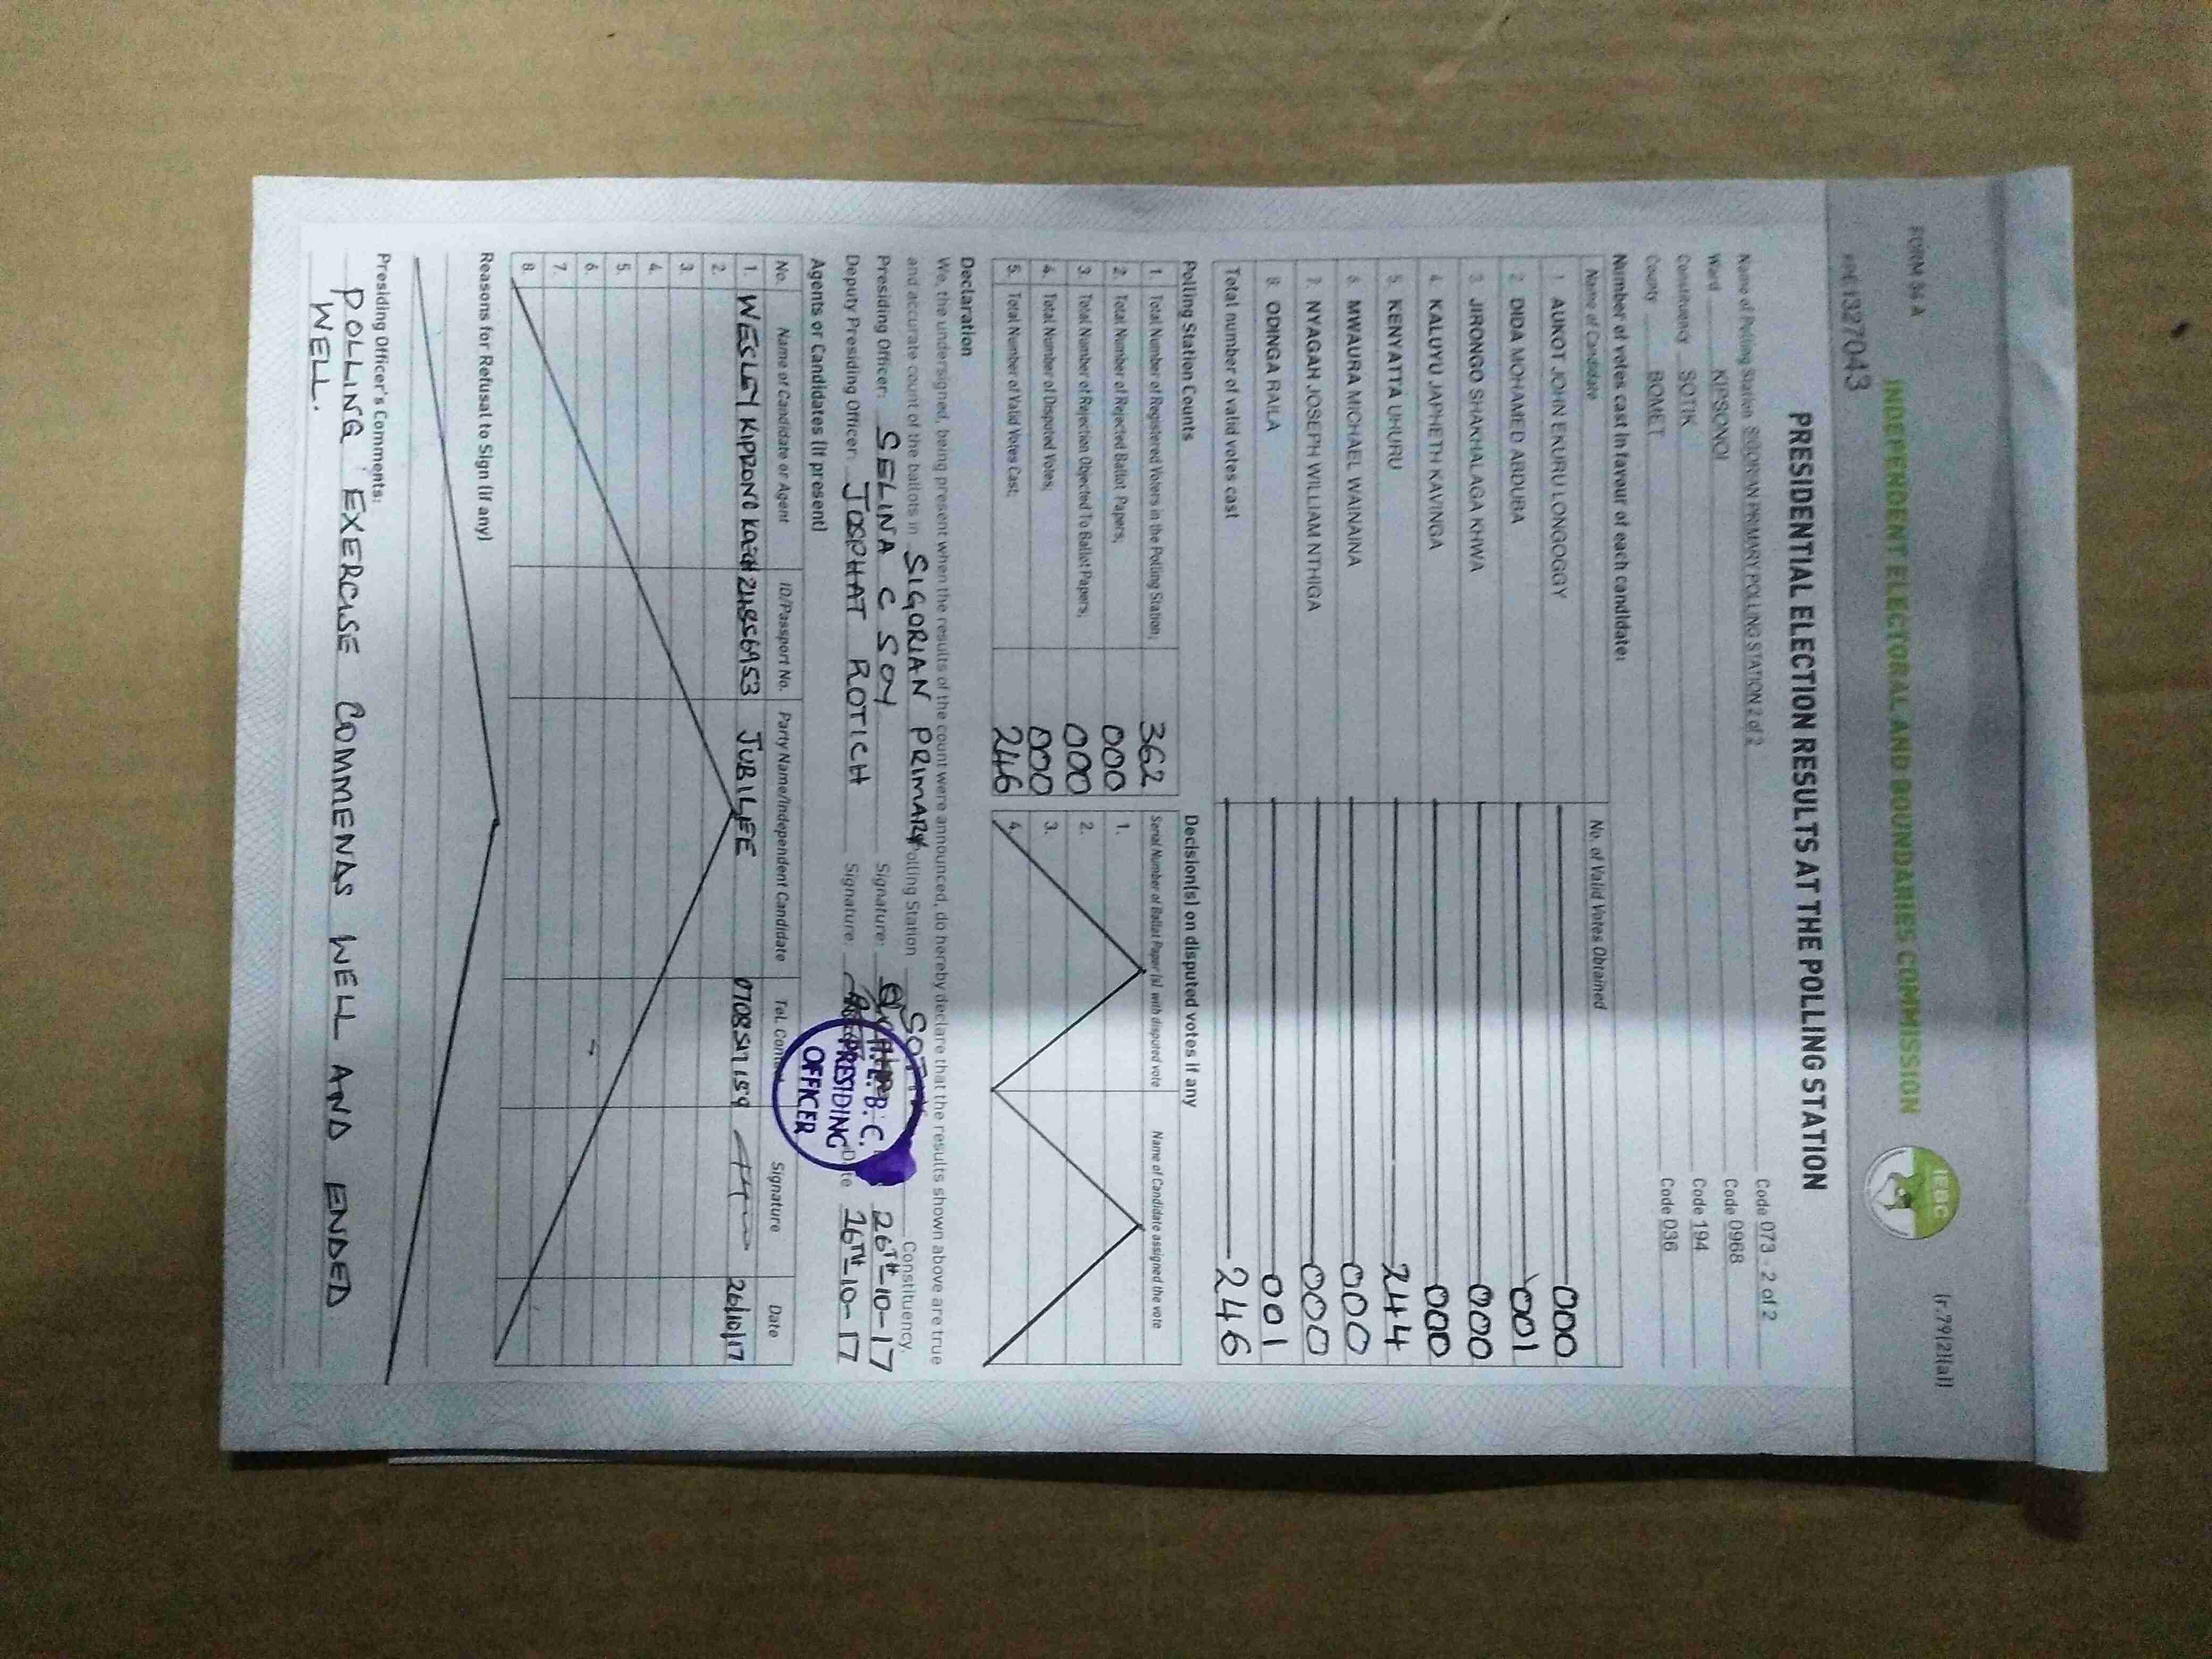 FORM 34 A
(r.79(2)(a))
INDEPENDENT ELECTORAL AND BOUNDARIES COMMISSION
IEBC
1327043
PRESIDENTIAL ELECTION RESULTS AT THE POLLING STATION
Name of Polling Station SIGORIAN PRIMARY POLLING STATION 2 of 2 Code 073 - 2 of 2
Ward KIPSONOI Code 0968
Constituency SOTIK Code 194
County BOMET Code 036
Number of votes cast in favour of each candidate:
Name of Candidate No. of Valid Votes Obtained
1. AUKOT JOHN EKURU LONGOGGY 000
2. DIDA MOHAMED ABDUBA 001
3. JIRONGO SHAKHALAGA KHWA 000
4. KALUYU JAPHETH KAVINGA 000
5. KENYATTA UHURU 244
6. MWAURA MICHAEL WAINAINA 000
7. NYAGAH JOSEPH WILLIAM NTHIGA 000
8. ODINGA RAILA 001
Total number of valid votes cast 246
Polling Station Counts
1. Total Number of Registered Voters in the Polling Station; 362
2. Total Number of Rejected Ballot Papers; 000
3. Total Number of Rejection Objected To Ballot Papers; 000
4. Total Number of Disputed Votes; 000
5. Total Number of Valid Votes Cast; 246
Decision(s) on disputed votes if any
Serial Number of Ballot Paper (s) with disputed vote Name of Candidate assigned the vote
1.
2.
3.
4.
Declaration
We, the undersigned, being present when the results of the count were announced, do hereby declare that the results shown above are true
and accurate count of the ballots in SIGORIAN PRIMARY Polling Station SOTIK Constituency.
Presiding Officer: SELINA C SOY Signature: 26TH-10-17
Deputy Presiding Officer: JOSPHAT ROTICH Signature: Date 26TH-10-17
I.E.B.C.
PRESIDING
OFFICER
Agents or Candidates (if present)
No. Name of Candidate or Agent ID/Passport No. Party Name/Independent Candidate Tel. Contact Signature Date
1. WESLEY KIPRONO 248556953 JUBILEE 26/10/17
2.
3.
4.
5.
6.
7.
8.
Reasons for Refusal to Sign (if any)
Presiding Officer's Comments:
POLLING EXERCISE COMMENDS WELL AND ENDED
WELL.